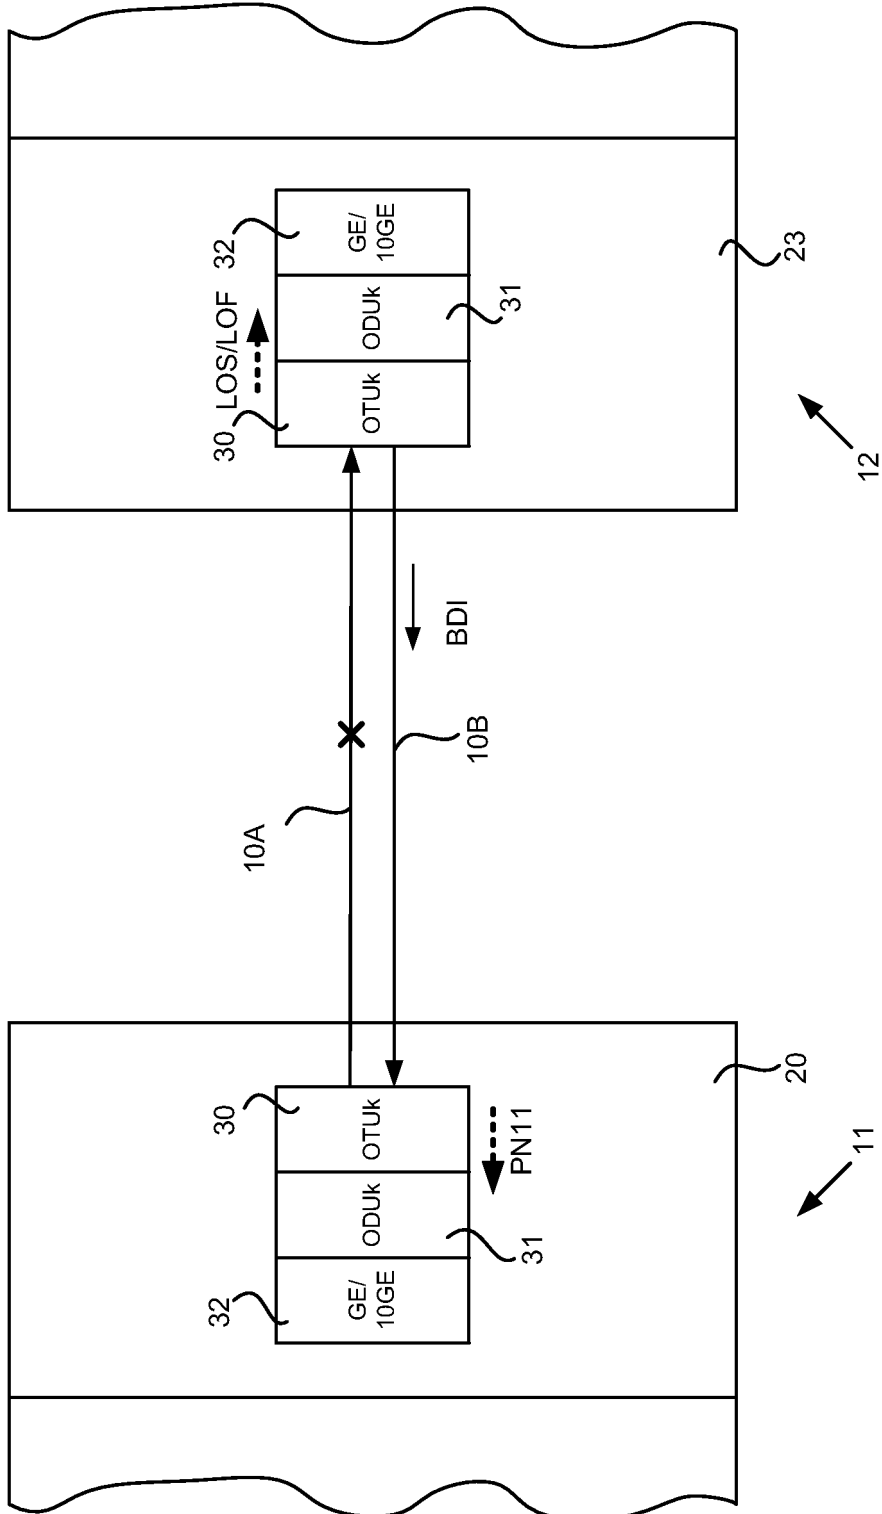 32
LOS/LOF
30
GE/
10GE
ODUk
OTUk
31
23
12
BDI
10A
10B
30
OTUk
ODUk
GE/
10GE
32
PN11
31
20
11